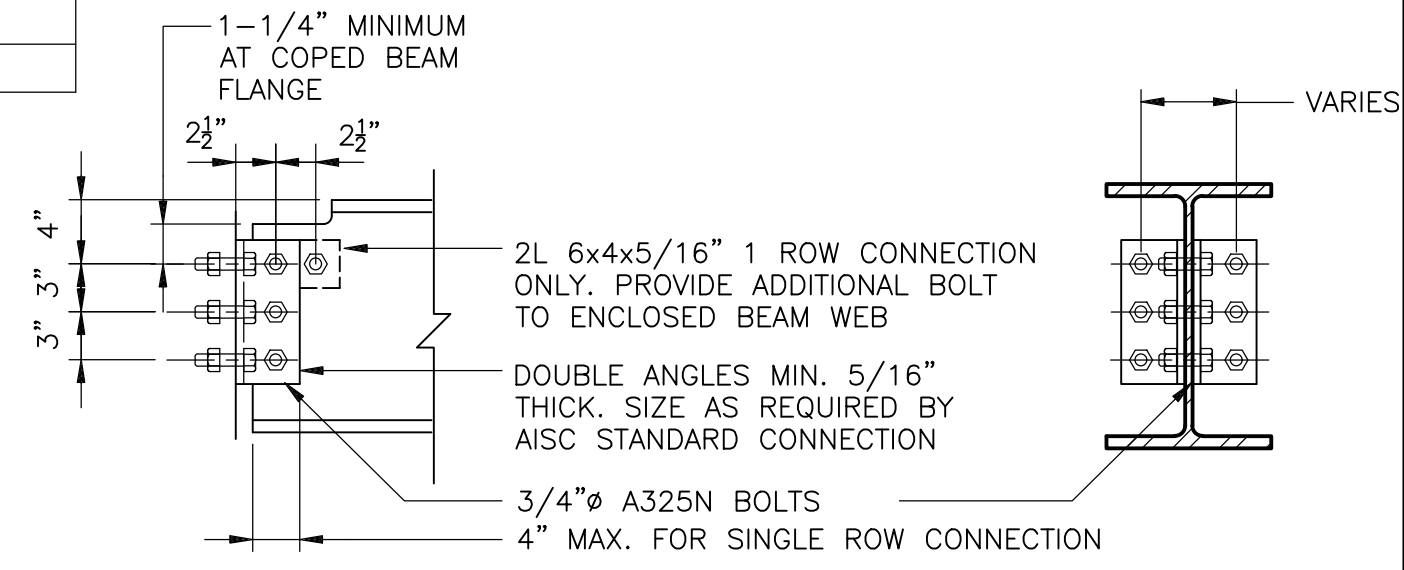 1-1/4" MINIMUM
AT COPED BEAM
FLANGE
2½"
2½"
VARIES
4"
3"
3"
2L 6x4x5/16" 1 ROW CONNECTION
ONLY. PROVIDE ADDITIONAL BOLT
TO ENCLOSED BEAM WEB
DOUBLE ANGLES MIN. 5/16"
THICK. SIZE AS REQUIRED BY
AISC STANDARD CONNECTION
3/4"ø A325N BOLTS
4" MAX. FOR SINGLE ROW CONNECTION